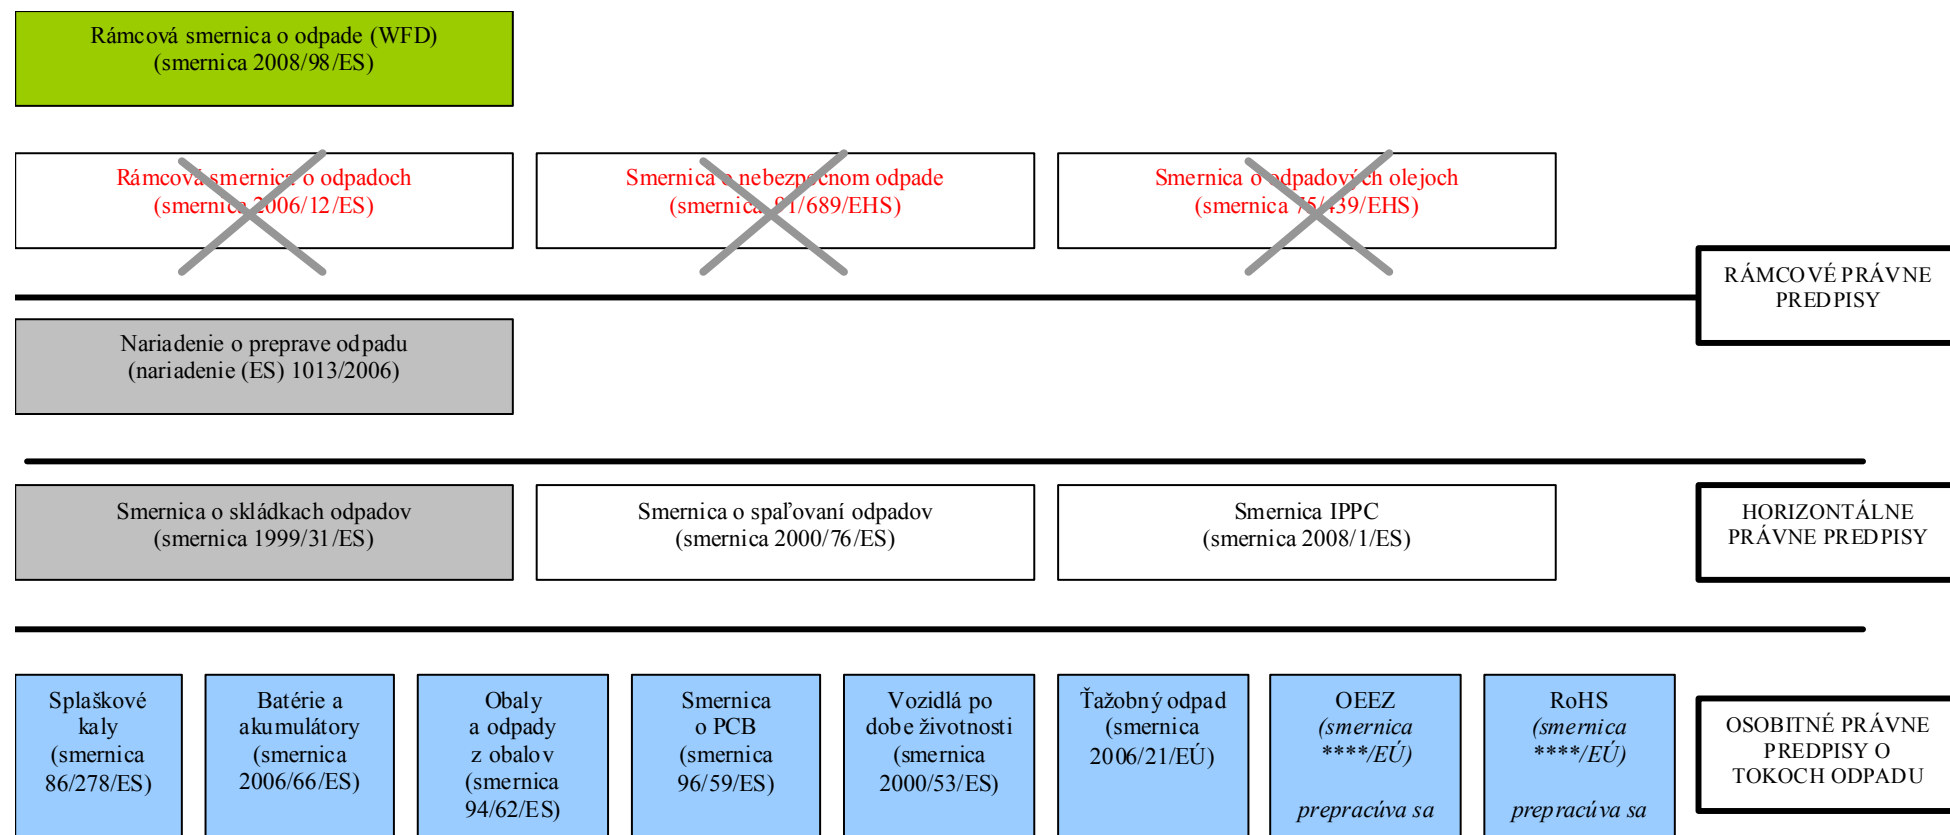 Rámcová smernica o odpade (WFD)
(smernica 2008/98/ES)
Rámcová smernica o odpadoch
(smernica 2006/12/ES)
Smernica o nebezpečnom odpade
(smernica 91/689/EHS)
Smernica o odpadových olejoch
(smernica 75/439/EHS)
RÁMCOVÉ PRÁVNE
PREDPISY
Nariadenie o preprave odpadu
(nariadenie (ES) 1013/2006)
Smernica o skládkach odpadov
(smernica 1999/31/ES)
Smernica o spaľovaní odpadov
(smernica 2000/76/ES)
Smernica IPPC
(smernica 2008/1/ES)
HORIZONTÁLNE
PRÁVNE PREDPISY
Splaškové
kaly
(smernica
86/278/ES)
Batérie a
akumulátory
(smernica
2006/66/ES)
Obaly
a odpady
z obalov
(smernica
94/62/ES)
Smernica
o PCB
(smernica
96/59/ES)
Vozidlá po
dobe životnosti
(smernica
2000/53/ES)
Ťažobný odpad
(smernica
2006/21/EÚ)
OEEZ
(smernica
****/EÚ)
prepracúva sa
RoHS
(smernica
****/EÚ)
prepracúva sa
OSOBITNÉ PRÁVNE
PREDPISY O
TOKOCH ODPADU